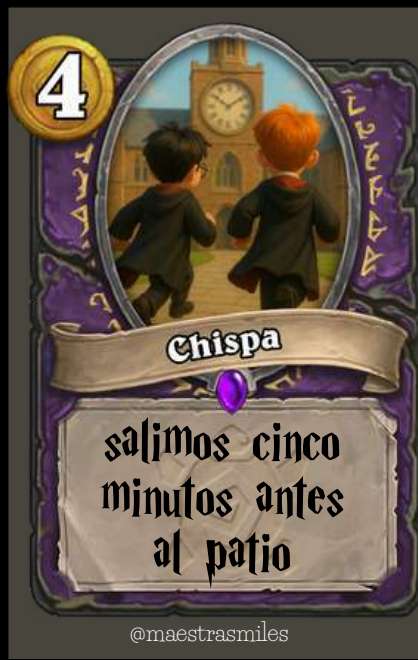 4
Chispa
salimos cinco
minutos antes
al patio
@maestrasmiles